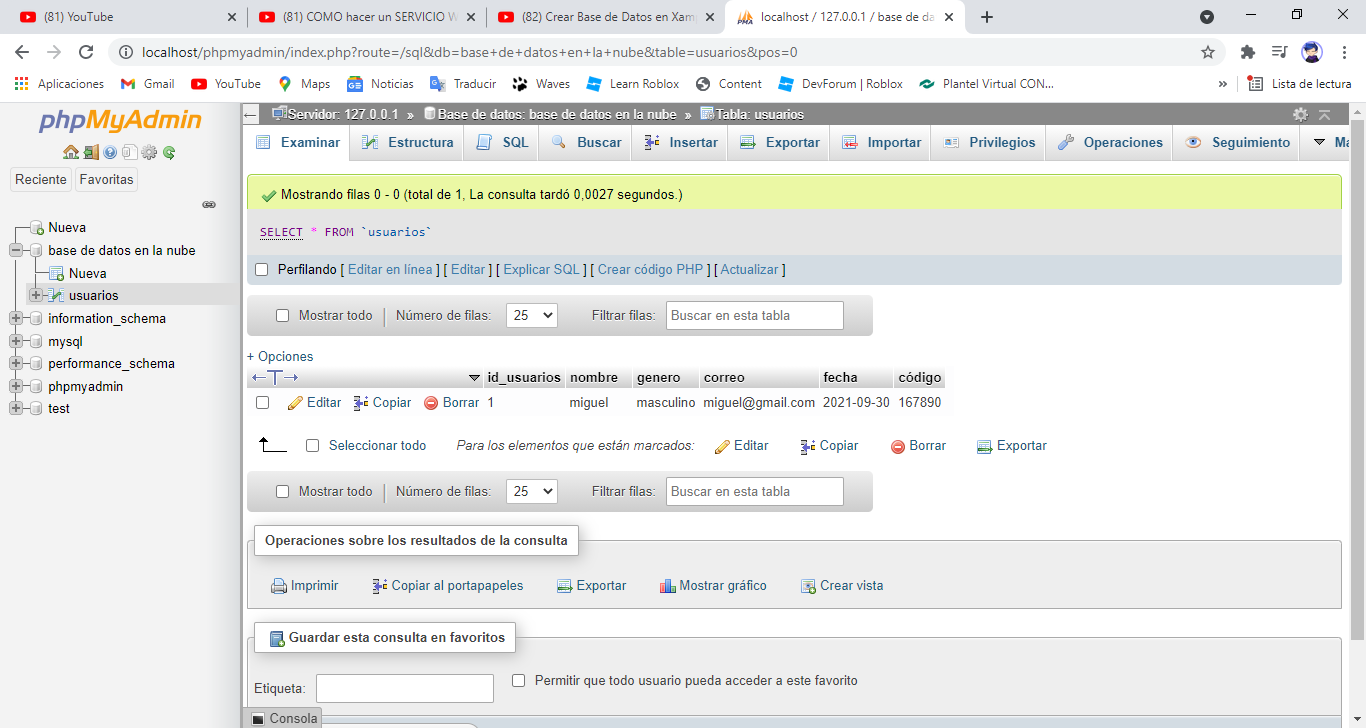 (81) YouTube
(81) COMO hacer un SERVICIO W
(82) Crear Base de Datos en Xam
localhost / 127.0.0.1 / base de da
localhost/phpmyadmin/index.php?route=/sql&db=base+de+datos+en+la+nube&table=usuarios&pos=0
Aplicaciones Gmail YouTube Maps Noticias Traducir Waves Learn Roblox Content DevForum | Roblox Plantel Virtual CON... » Lista de lectura
phpMyAdmin
Reciente Favoritas
Nueva
base de datos en la nube
Nueva
usuarios
information_schema
mysql
performance_schema
phpmyadmin
test
Servidor: 127.0.0.1 » Base de datos: base de datos en la nube » Tabla: usuarios
Examinar Estructura SQL Buscar Insertar Exportar Importar Privilegios Operaciones Seguimiento Má
Mostrando filas 0 - 0 (total de 1, La consulta tardó 0,0027 segundos.)
SELECT * FROM `usuarios`
Perfilando [ Editar en línea ] [ Editar ] [ Explicar SQL ] [ Crear código PHP ] [ Actualizar ]
Mostrar todo | Número de filas: 25 Filtrar filas: Buscar en esta tabla
+ Opciones
←T→ id_usuarios nombre genero correo fecha código
Editar Copiar Borrar 1 miguel masculino miguel@gmail.com 2021-09-30 167890
Seleccionar todo Para los elementos que están marcados: Editar Copiar Borrar Exportar
Mostrar todo | Número de filas: 25 Filtrar filas: Buscar en esta tabla
Operaciones sobre los resultados de la consulta
Imprimir Copiar al portapapeles Exportar Mostrar gráfico Crear vista
Guardar esta consulta en favoritos
Etiqueta: Permitir que todo usuario pueda acceder a este favorito
Consola